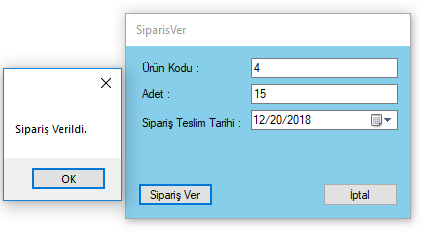 SiparisVer
Ürün Kodu : 4
Adet : 15
Sipariş Teslim Tarihi : 12/20/2018
Sipariş Ver İptal
Sipariş Verildi.
OK